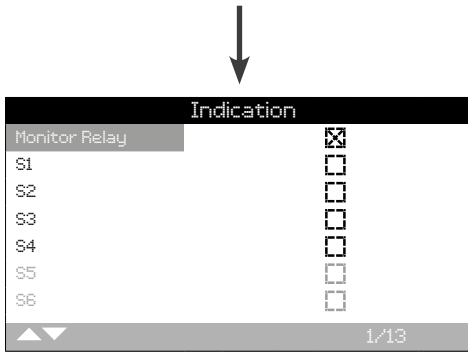 Indication
Monitor Relay
S1
S2
S3
S4
S5
S6
1/13